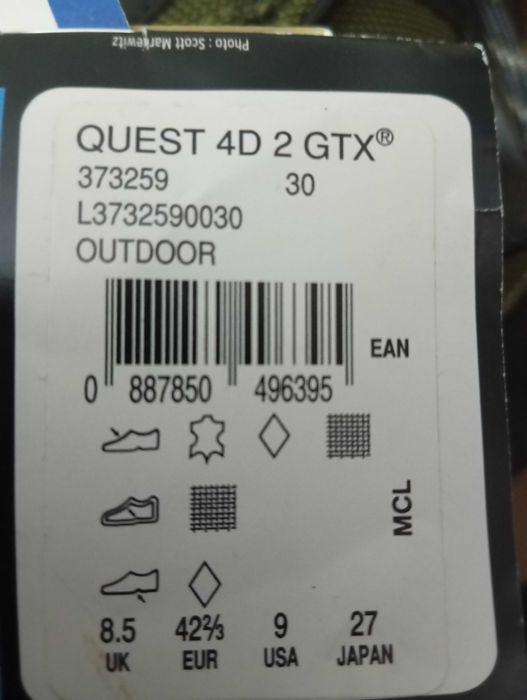 Photo : Scott Markewitz
QUEST 4D 2 GTX®
373259 30
L3732590030
OUTDOOR
EAN
0 887850 496395
MCL
8.5 42⅔ 9 27
UK EUR USA JAPAN